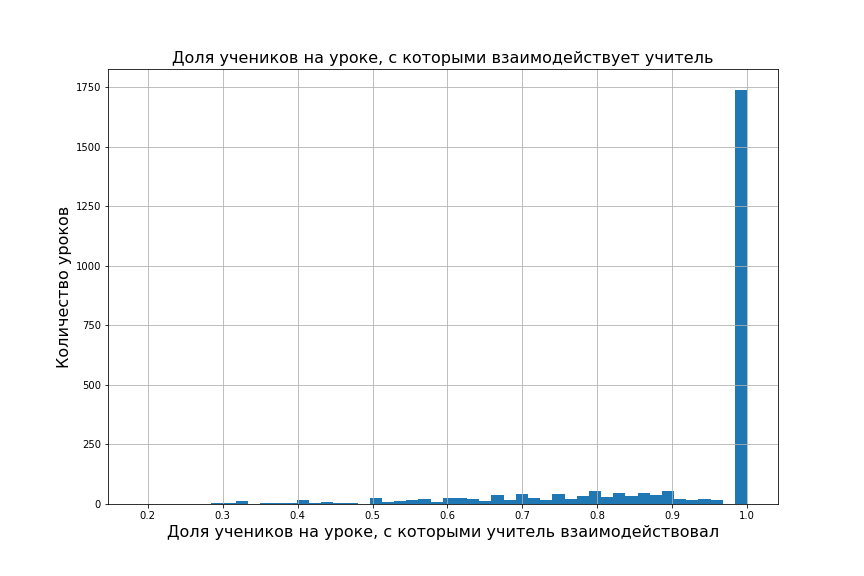 Доля учеников на уроке, с которыми взаимодействует учитель
Количество уроков
1750
1500
1250
1000
750
500
250
0
0.2 0.3 0.4 0.5 0.6 0.7 0.8 0.9 1.0
Доля учеников на уроке, с которыми учитель взаимодействовал